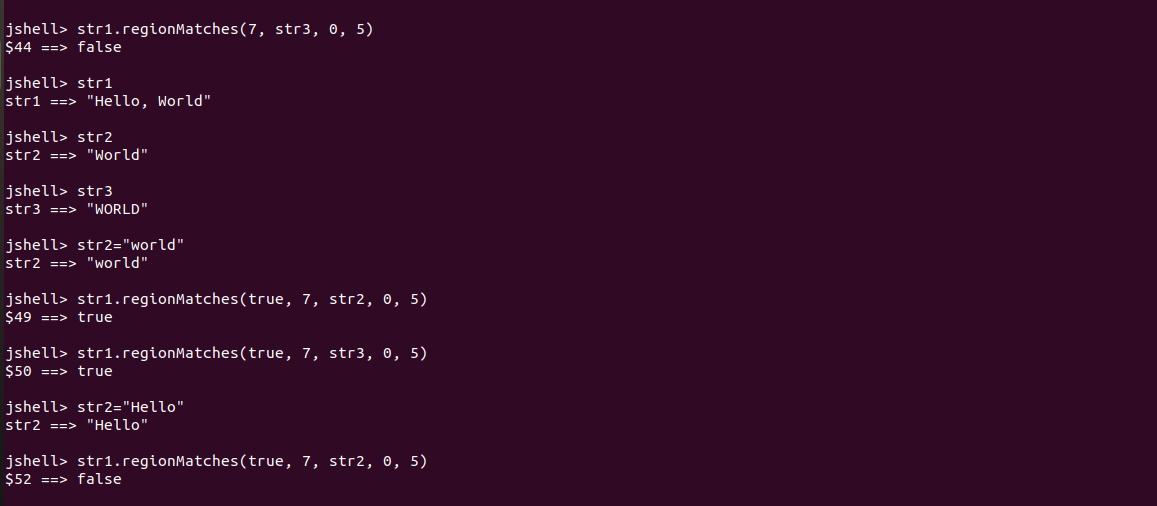 jshell> str1.regionMatches(7, str3, 0, 5)
$44 ==> false
jshell> str1
str1 ==> "Hello, World"
jshell> str2
str2 ==> "World"
jshell> str3
str3 ==> "WORLD"
jshell> str2="world"
str2 ==> "world"
jshell> str1.regionMatches(true, 7, str2, 0, 5)
$49 ==> true
jshell> str1.regionMatches(true, 7, str3, 0, 5)
$50 ==> true
jshell> str2="Hello"
str2 ==> "Hello"
jshell> str1.regionMatches(true, 7, str2, 0, 5)
$52 ==> false